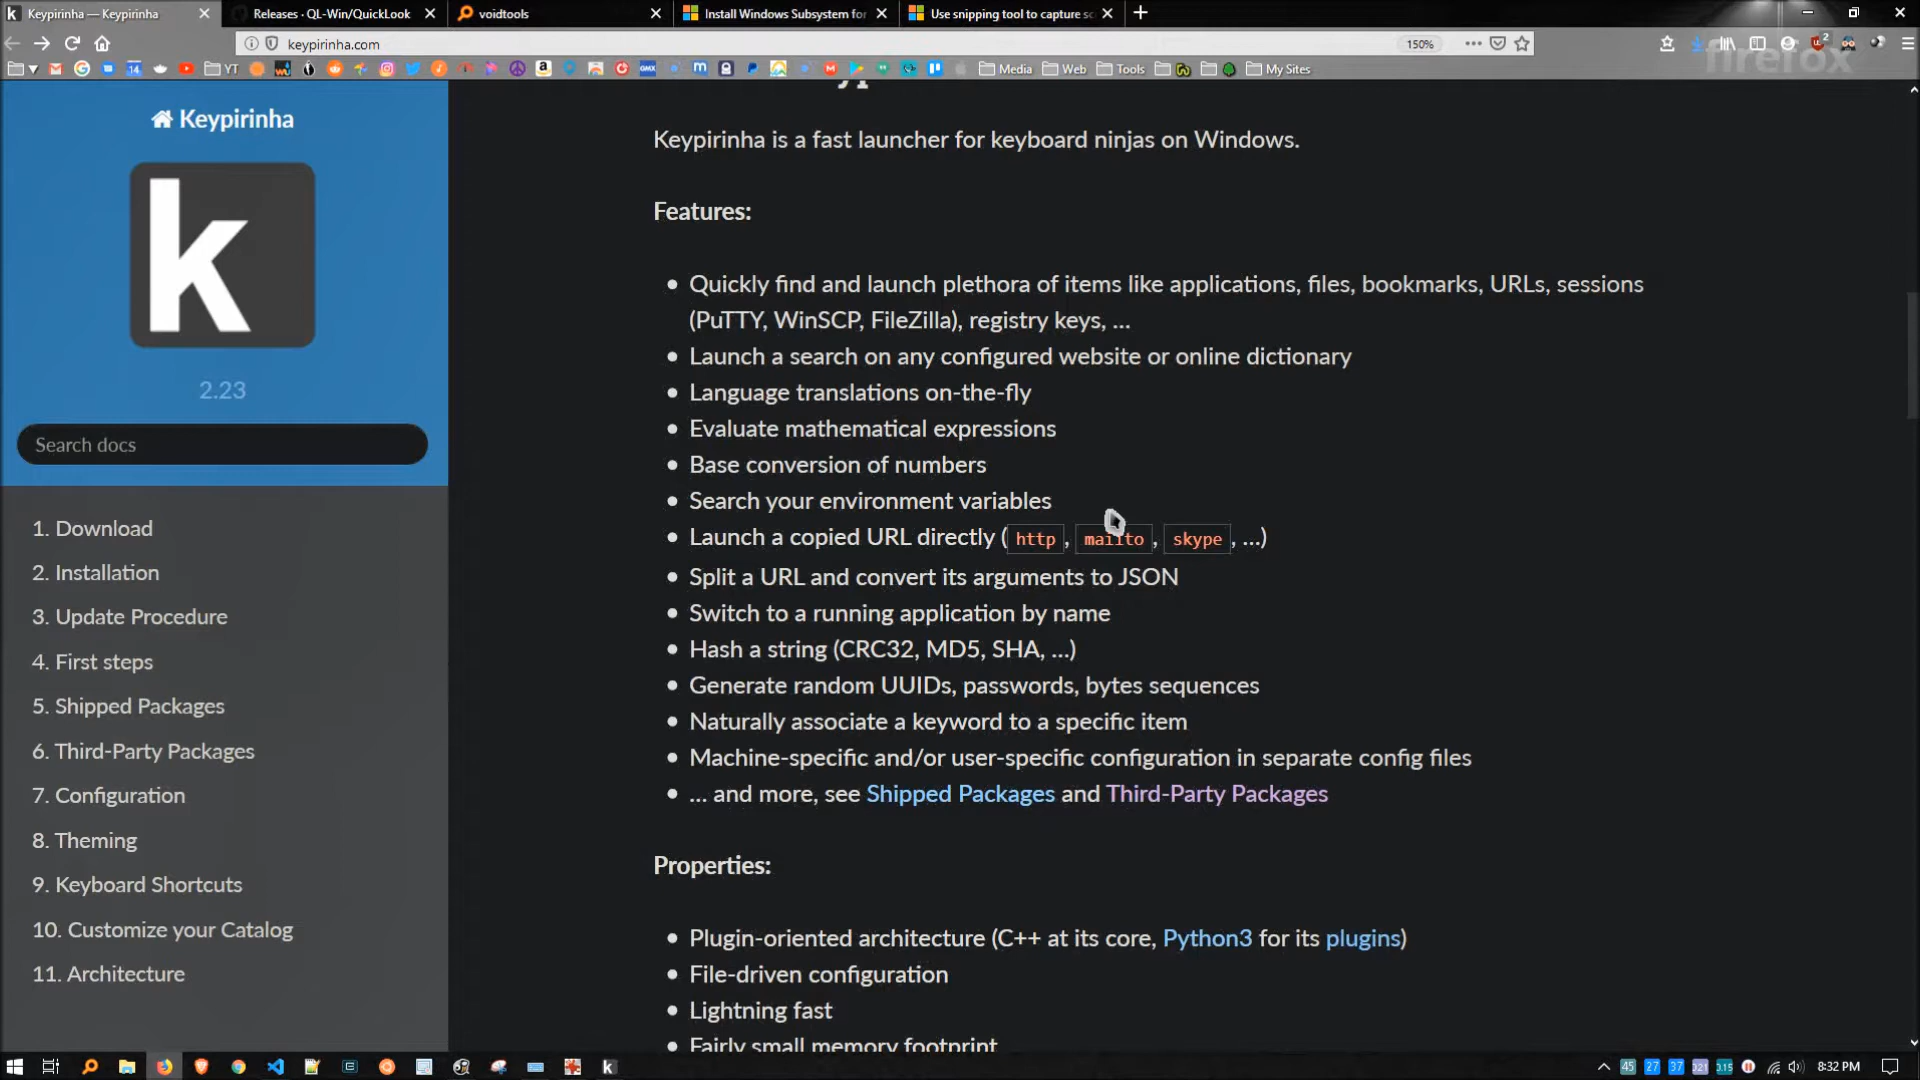 Keypirinha — Keypirinha
Releases · QL-Win/QuickLook
voidtools
Install Windows Subsystem for
Use snipping tool to capture sc
keypirinha.com
150%
2
firefox
14
YT
GMX
m
Media
Web
Tools
My Sites
Keypirinha
k
2.23
Search docs
1. Download
2. Installation
3. Update Procedure
4. First steps
5. Shipped Packages
6. Third-Party Packages
7. Configuration
8. Theming
9. Keyboard Shortcuts
10. Customize your Catalog
11. Architecture
Keypirinha is a fast launcher for keyboard ninjas on Windows.
Features:
• Quickly find and launch plethora of items like applications, files, bookmarks, URLs, sessions
(PuTTY, WinSCP, FileZilla), registry keys, ...
• Launch a search on any configured website or online dictionary
• Language translations on-the-fly
• Evaluate mathematical expressions
• Base conversion of numbers
• Search your environment variables
• Launch a copied URL directly (http, mailto, skype, ...)
• Split a URL and convert its arguments to JSON
• Switch to a running application by name
• Hash a string (CRC32, MD5, SHA, ...)
• Generate random UUIDs, passwords, bytes sequences
• Naturally associate a keyword to a specific item
• Machine-specific and/or user-specific configuration in separate config files
• ... and more, see Shipped Packages and Third-Party Packages
Properties:
• Plugin-oriented architecture (C++ at its core, Python3 for its plugins)
• File-driven configuration
• Lightning fast
• Fairly small memory footprint
45 27 37
8:32 PM